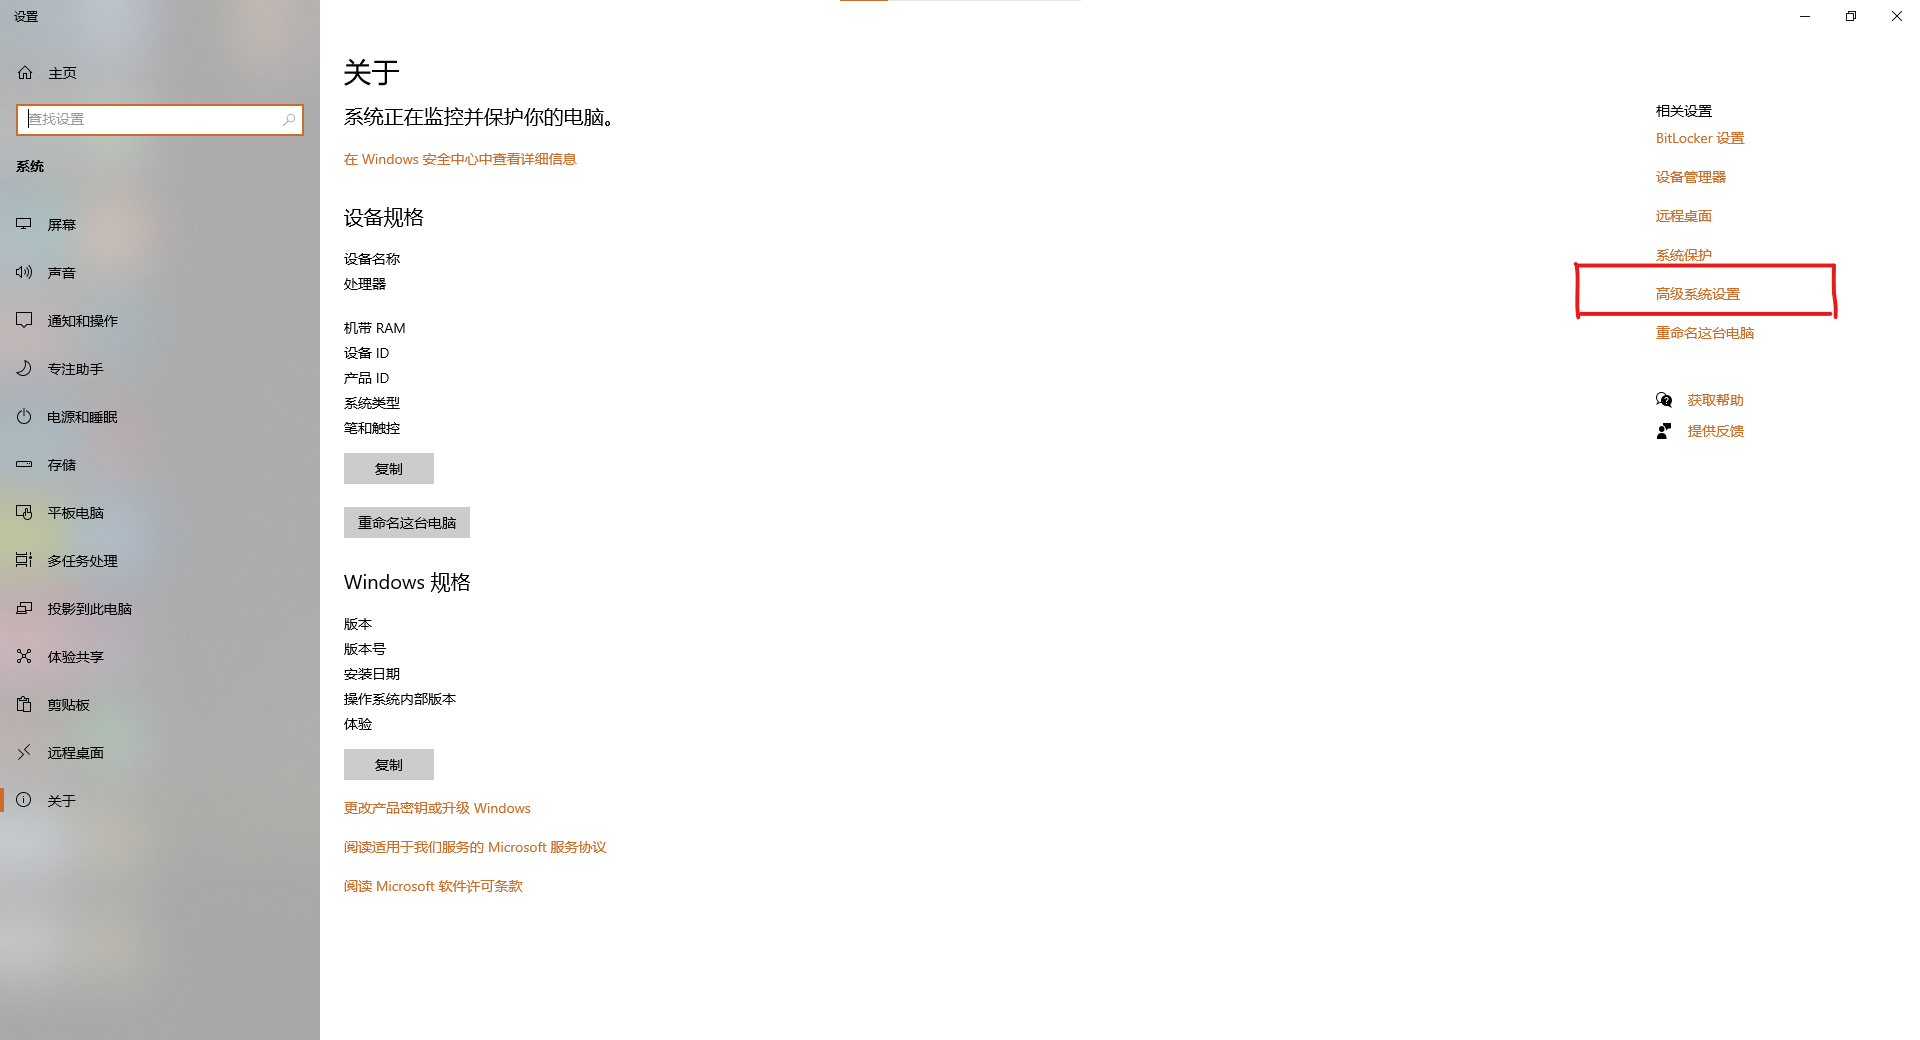 设置
主页
查找设置
系统
屏幕
声音
通知和操作
专注助手
电源和睡眠
存储
平板电脑
多任务处理
投影到此电脑
体验共享
剪贴板
远程桌面
关于
关于
系统正在监控并保护你的电脑。
在 Windows 安全中心中查看详细信息
设备规格
设备名称
处理器
机带 RAM
设备 ID
产品 ID
系统类型
笔和触控
复制
重命名这台电脑
Windows 规格
版本
版本号
安装日期
操作系统内部版本
体验
复制
更改产品密钥或升级 Windows
阅读适用于我们服务的 Microsoft 服务协议
阅读 Microsoft 软件许可条款
相关设置
BitLocker 设置
设备管理器
远程桌面
系统保护
高级系统设置
重命名这台电脑
获取帮助
提供反馈